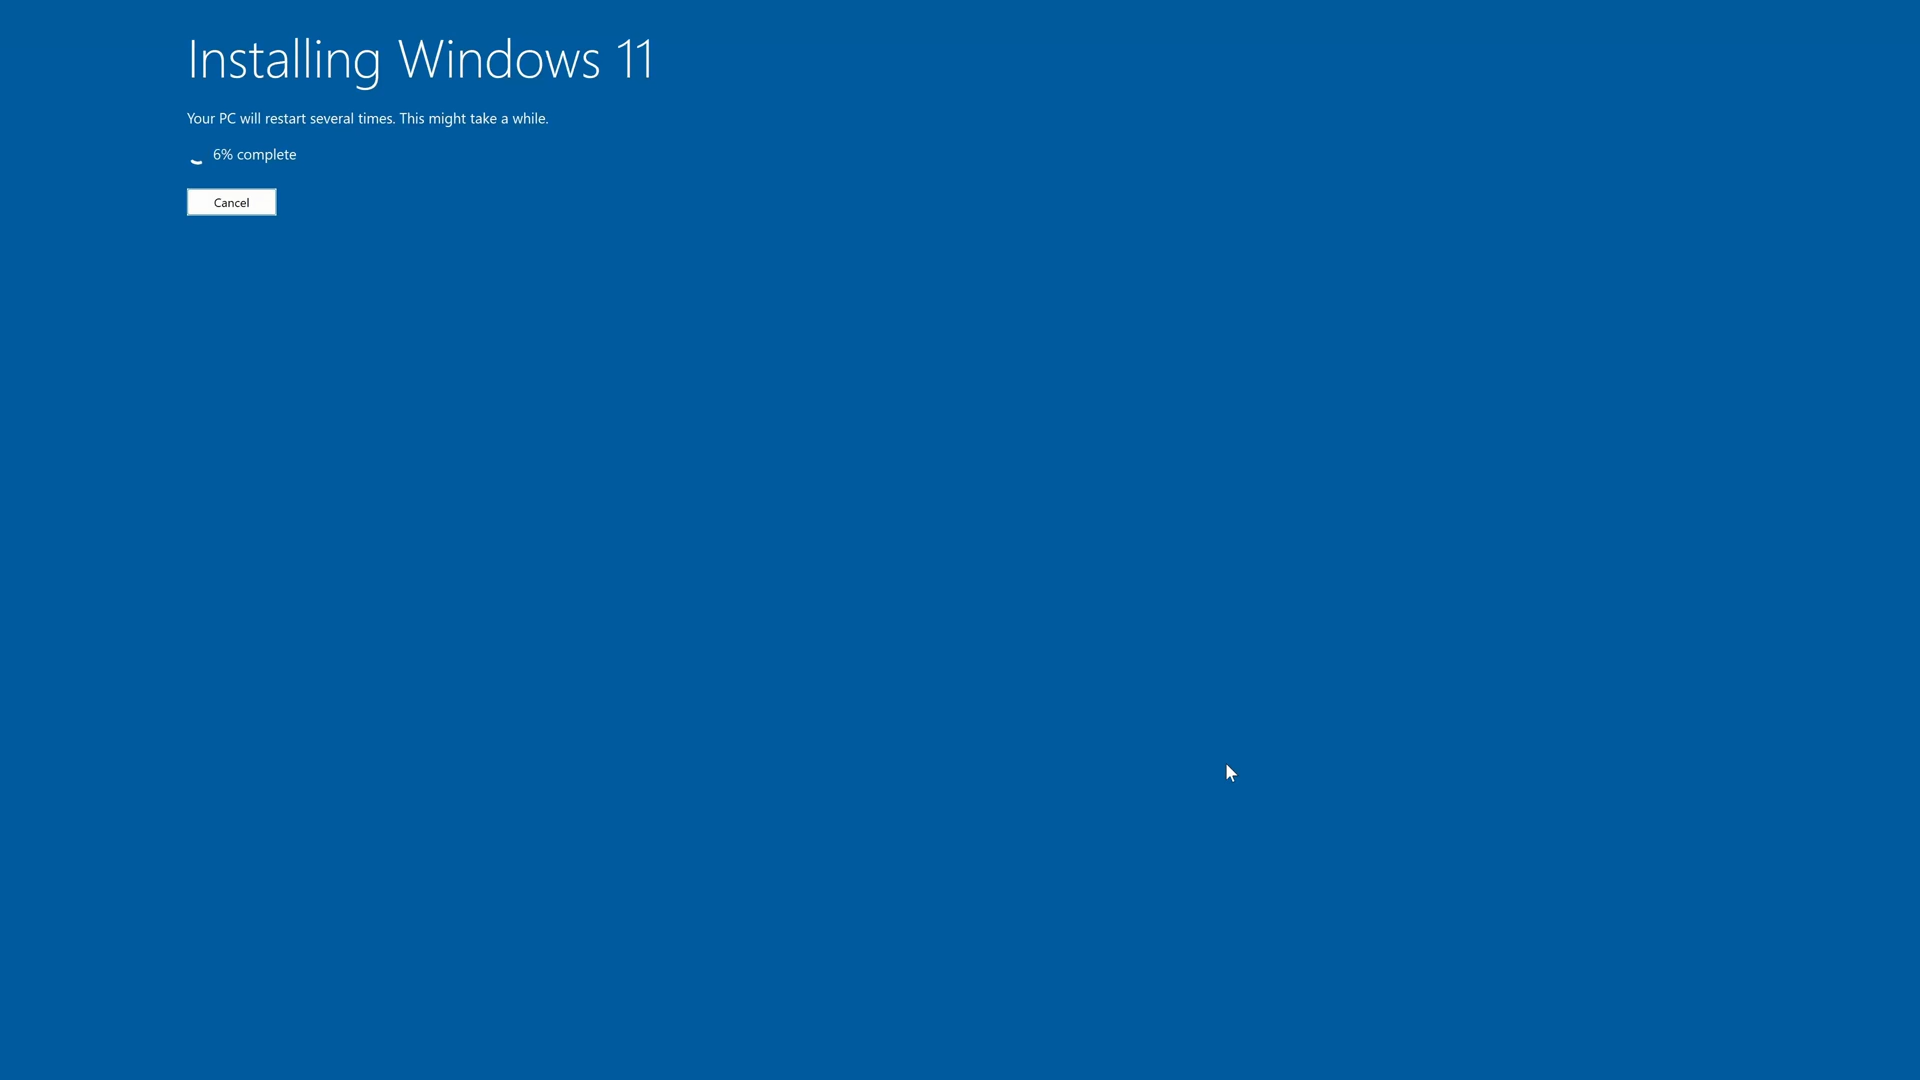 Installing Windows 11
Your PC will restart several times. This might take a while.
6% complete
Cancel